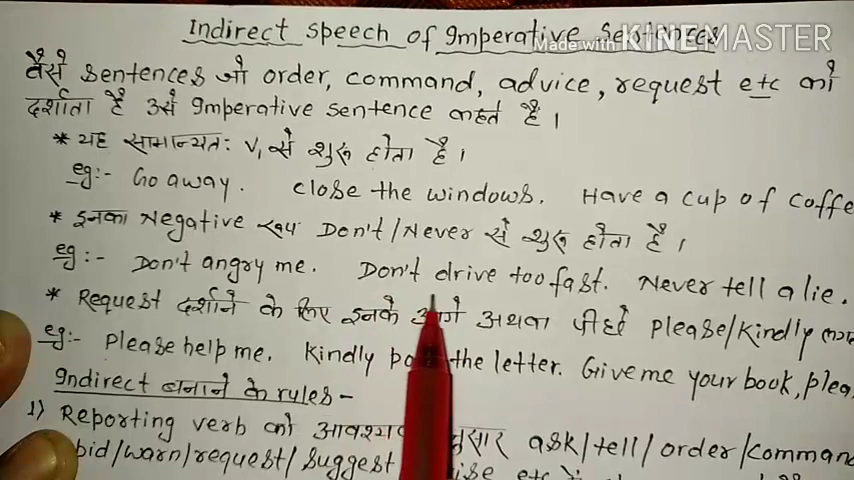 Indirect speech of Imperative Sentences
Made with KINEMASTER
वैसे sentences जो order, command, advice, request etc को
दर्शाता है उसे Imperative sentence कहते है।
* यह सामान्यतः V₁ से शुरू होता है।
eg:- Go away. Close the windows. Have a cup of coffe
* इनका Negative रूप Don't/Never से शुरू होता है।
eg:- Don't angry me. Don't drive too fast. Never tell a lie.
* Request दर्शाने के लिए इनके आगे अथवा पीछे Please/Kindly
eg:- Please help me. Kindly the letter. Give me your book, plea
Indirect बनाने के rules-
1) Reporting verb को ask/tell/order/comman
bid/warn/request/suggest etc